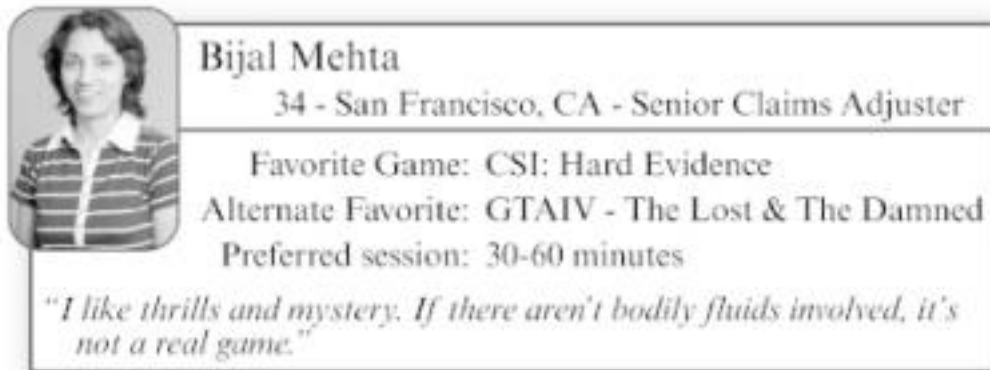 Bijal Mehta
34 - San Francisco, CA - Senior Claims Adjuster
Favorite Game: CSI: Hard Evidence
Alternate Favorite: GTAIV - The Lost & The Damned
Preferred session: 30-60 minutes
“I like thrills and mystery. If there aren't bodily fluids involved, it's
not a real game.”